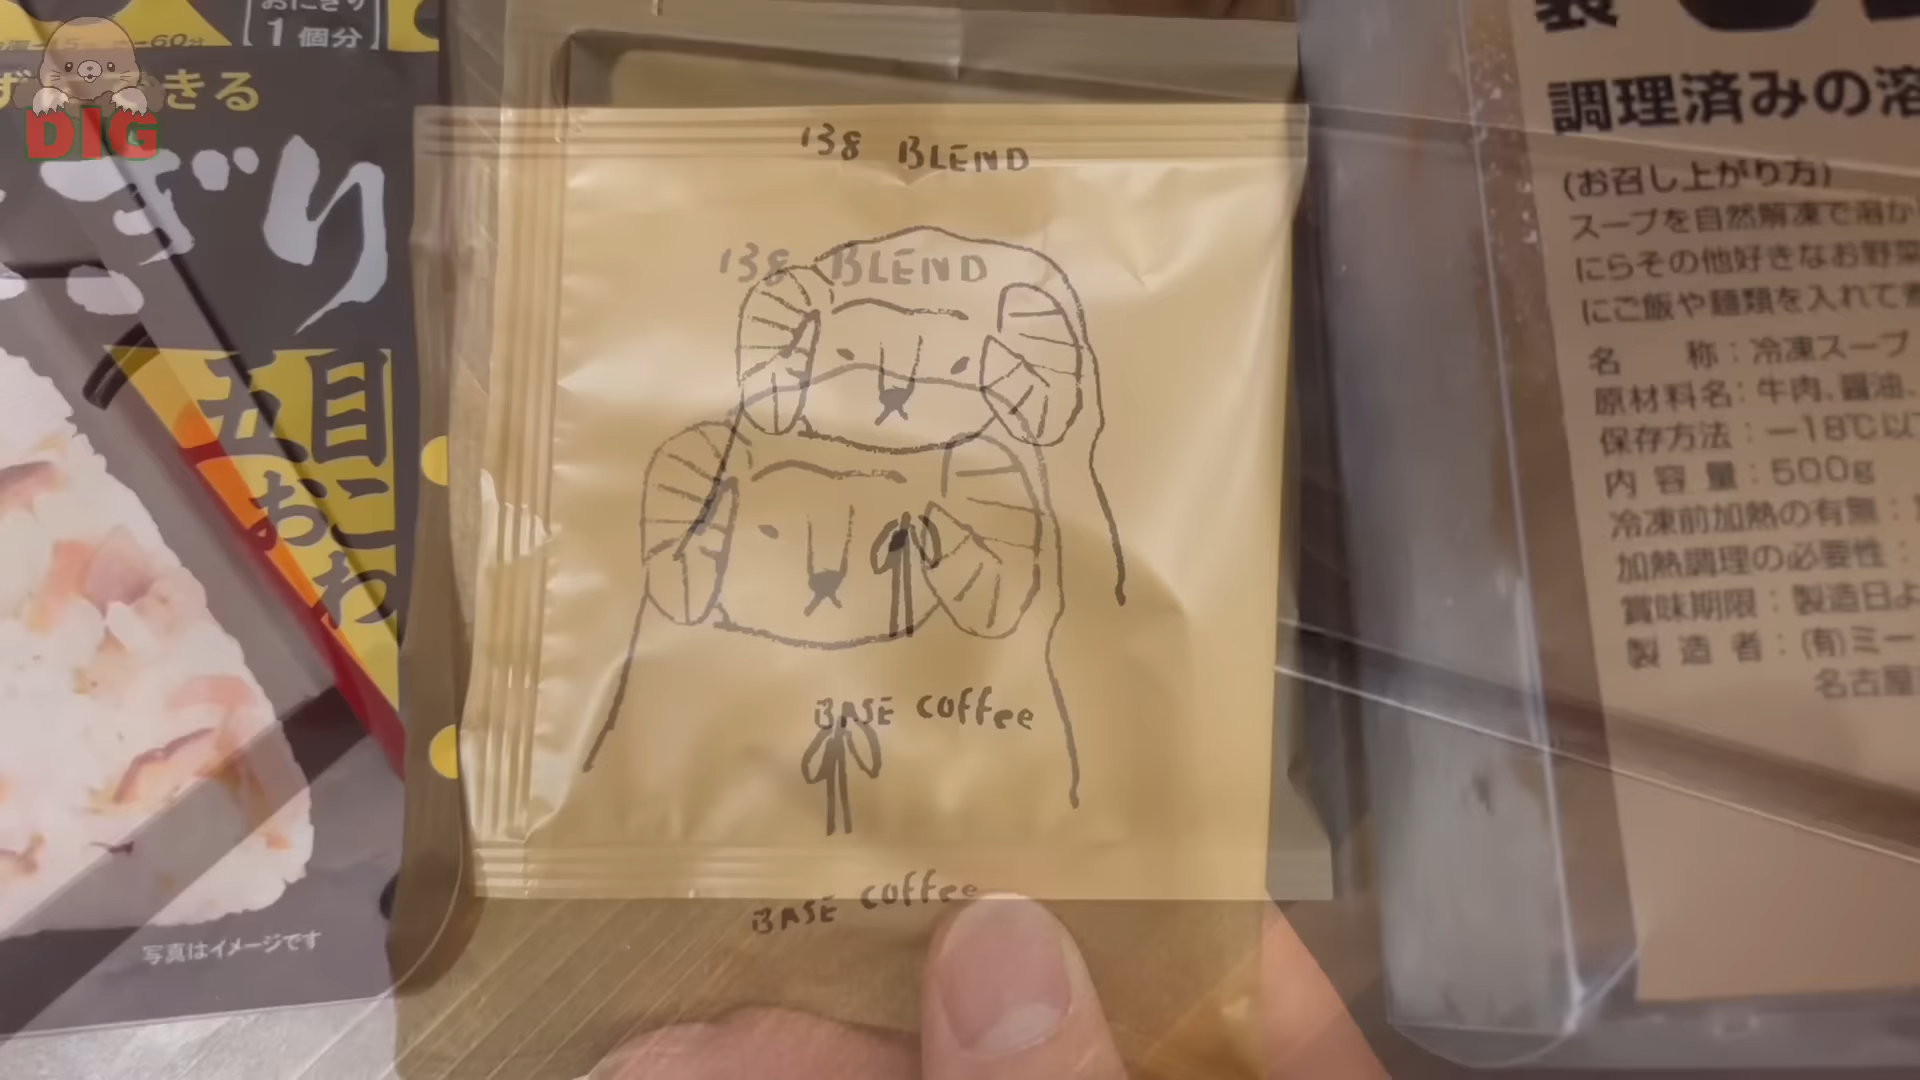 DIG
おにぎり
1個分
60分
きる
ぎり
五目
おこわ
写真はイメージです
138 BLEND
138 BLEND
BASE coffee
BASE coffee
調理済みの溶
(お召し上がり方)
スープを自然解凍で溶か
にらその他好きなお野菜
にご飯や麺類を入れて煮
名 称:冷凍スープ
原材料名:牛肉、醤油、
保存方法:-18℃以下
内容量:500g
冷凍前加熱の有無:
加熱調理の必要性:
賞味期限:製造日よ
製造者:(有)ミー
名古屋